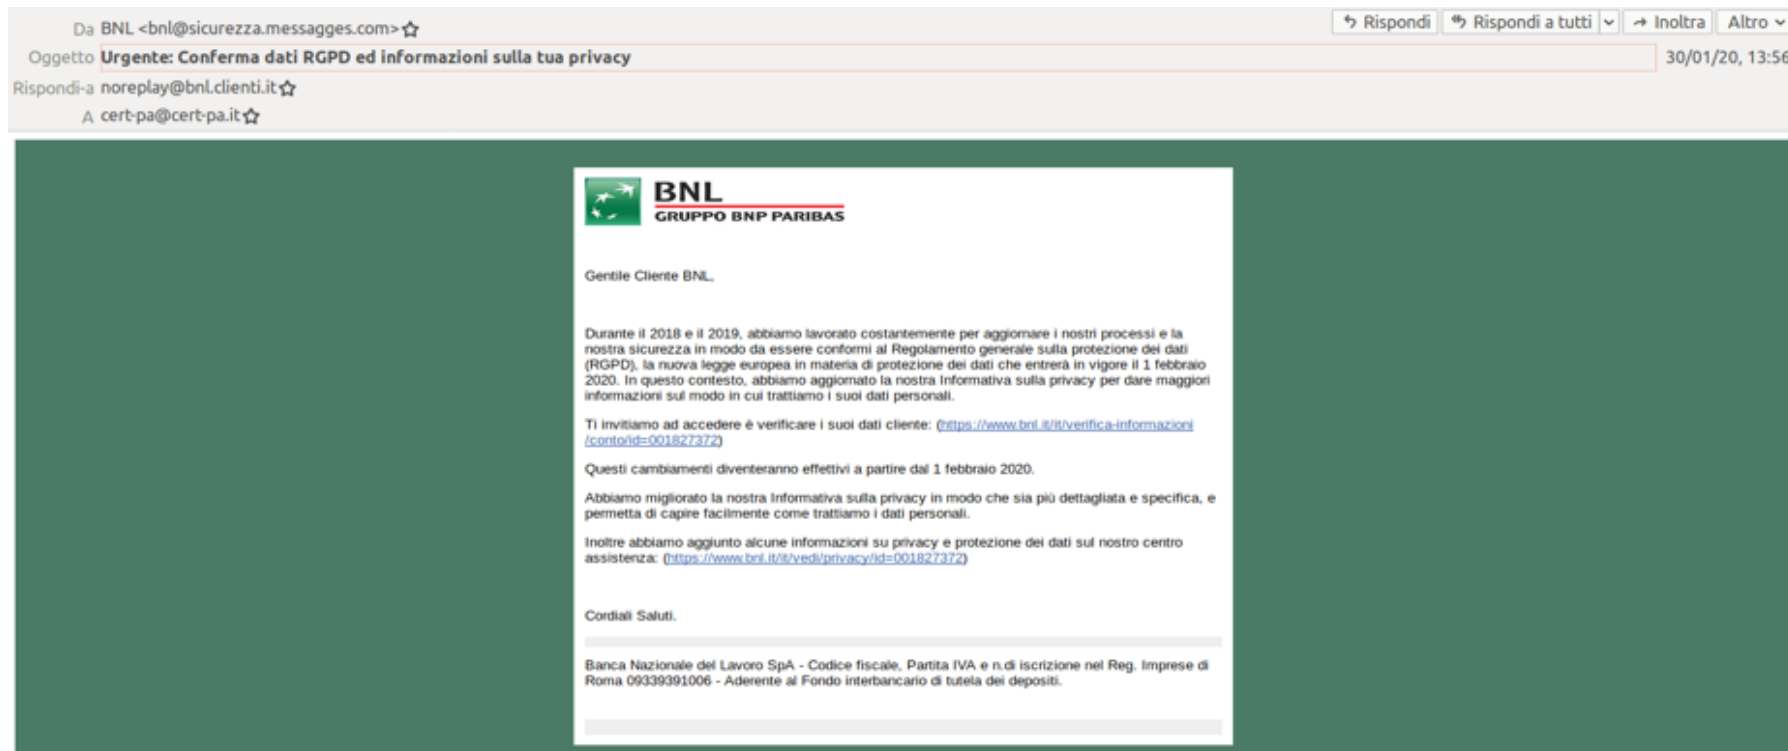 Da BNL <bnl@sicurezza.messagges.com>
Rispondi Rispondi a tutti Inoltra Altro
Oggetto Urgente: Conferma dati RGPD ed informazioni sulla tua privacy 30/01/20, 13:56
Rispondi-a noreplay@bnl.clienti.it
A cert-pa@cert-pa.it
BNL
GRUPPO BNP PARIBAS
Gentile Cliente BNL,
Durante il 2018 e il 2019, abbiamo lavorato costantemente per aggiornare i nostri processi e la
nostra sicurezza in modo da essere conformi al Regolamento generale sulla protezione dei dati
(RGPD), la nuova legge europea in materia di protezione dei dati che entrerà in vigore il 1 febbraio
2020. In questo contesto, abbiamo aggiornato la nostra Informativa sulla privacy per dare maggiori
informazioni sul modo in cui trattiamo i suoi dati personali.
Ti invitiamo ad accedere è verificare i suoi dati cliente: (https://www.bnl.it/it/verifica-informazioni
/conto/id=001827372)
Questi cambiamenti diventeranno effettivi a partire dal 1 febbraio 2020.
Abbiamo migliorato la nostra Informativa sulla privacy in modo che sia più dettagliata e specifica, e
permetta di capire facilmente come trattiamo i dati personali.
Inoltre abbiamo aggiunto alcune informazioni su privacy e protezione dei dati sul nostro centro
assistenza: (https://www.bnl.it/it/vedi/privacy/id=001827372)
Cordiali Saluti.
Banca Nazionale del Lavoro SpA - Codice fiscale, Partita IVA e n.di iscrizione nel Reg. Imprese di
Roma 09339391006 - Aderente al Fondo interbancario di tutela dei depositi.